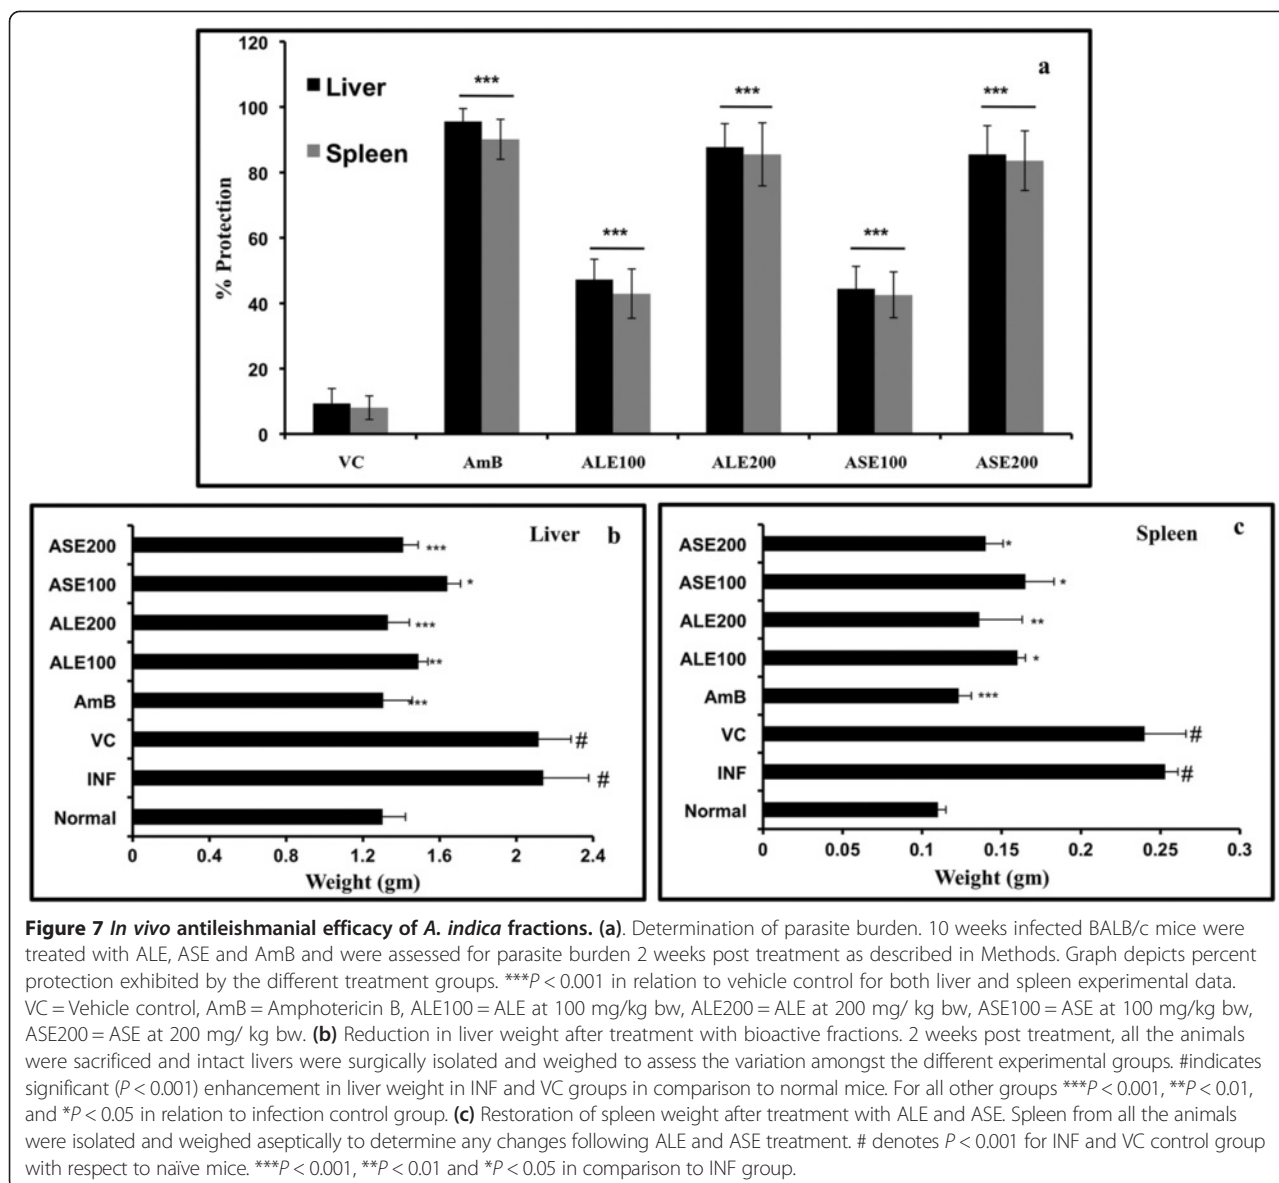 120
a
*** *** ***
Liver
100
Spleen
80
*** ***
60
% Protection
40
20
0
VC AmB ALE100 ALE200 ASE100 ASE200
Liver b
ASE200 ***
ASE100 *
ALE200 ***
ALE100 **
AmB ***
VC #
INF #
Normal
0 0.4 0.8 1.2 1.6 2 2.4
Weight (gm)
Spleen c
ASE200 *
ASE100 *
ALE200 **
ALE100 *
AmB ***
VC #
INF #
Normal
0 0.05 0.1 0.15 0.2 0.25 0.3
Weight (gm)
Figure 7 In vivo antileishmanial efficacy of A. indica fractions. (a). Determination of parasite burden. 10 weeks infected BALB/c mice were
treated with ALE, ASE and AmB and were assessed for parasite burden 2 weeks post treatment as described in Methods. Graph depicts percent
protection exhibited by the different treatment groups. ***P < 0.001 in relation to vehicle control for both liver and spleen experimental data.
VC = Vehicle control, AmB = Amphotericin B, ALE100 = ALE at 100 mg/kg bw, ALE200 = ALE at 200 mg/ kg bw, ASE100 = ASE at 100 mg/kg bw,
ASE200 = ASE at 200 mg/ kg bw. (b) Reduction in liver weight after treatment with bioactive fractions. 2 weeks post treatment, all the animals
were sacrificed and intact livers were surgically isolated and weighed to assess the variation amongst the different experimental groups. #indicates
significant (P < 0.001) enhancement in liver weight in INF and VC groups in comparison to normal mice. For all other groups ***P < 0.001, **P < 0.01,
and *P < 0.05 in relation to infection control group. (c) Restoration of spleen weight after treatment with ALE and ASE. Spleen from all the animals
were isolated and weighed aseptically to determine any changes following ALE and ASE treatment. # denotes P < 0.001 for INF and VC control group
with respect to naïve mice. ***P < 0.001, **P < 0.01 and *P < 0.05 in comparison to INF group.